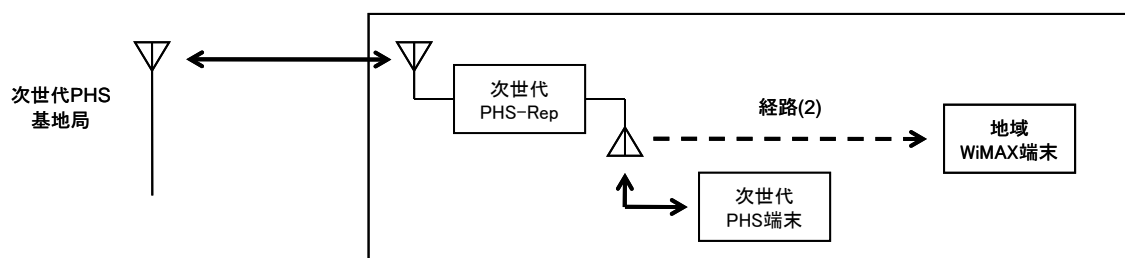 次世代PHS
基地局
次世代
PHS-Rep
経路(2)
地域
WiMAX端末
次世代
PHS端末